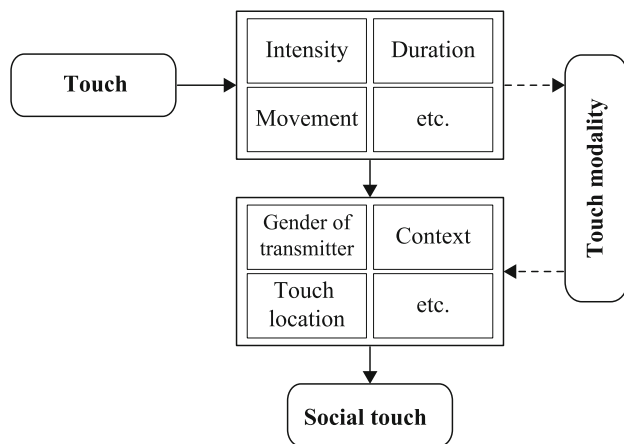 Touch
Intensity
Duration
Movement
etc.
Touch modality
Gender of
transmitter
Context
Touch
location
etc.
Social touch